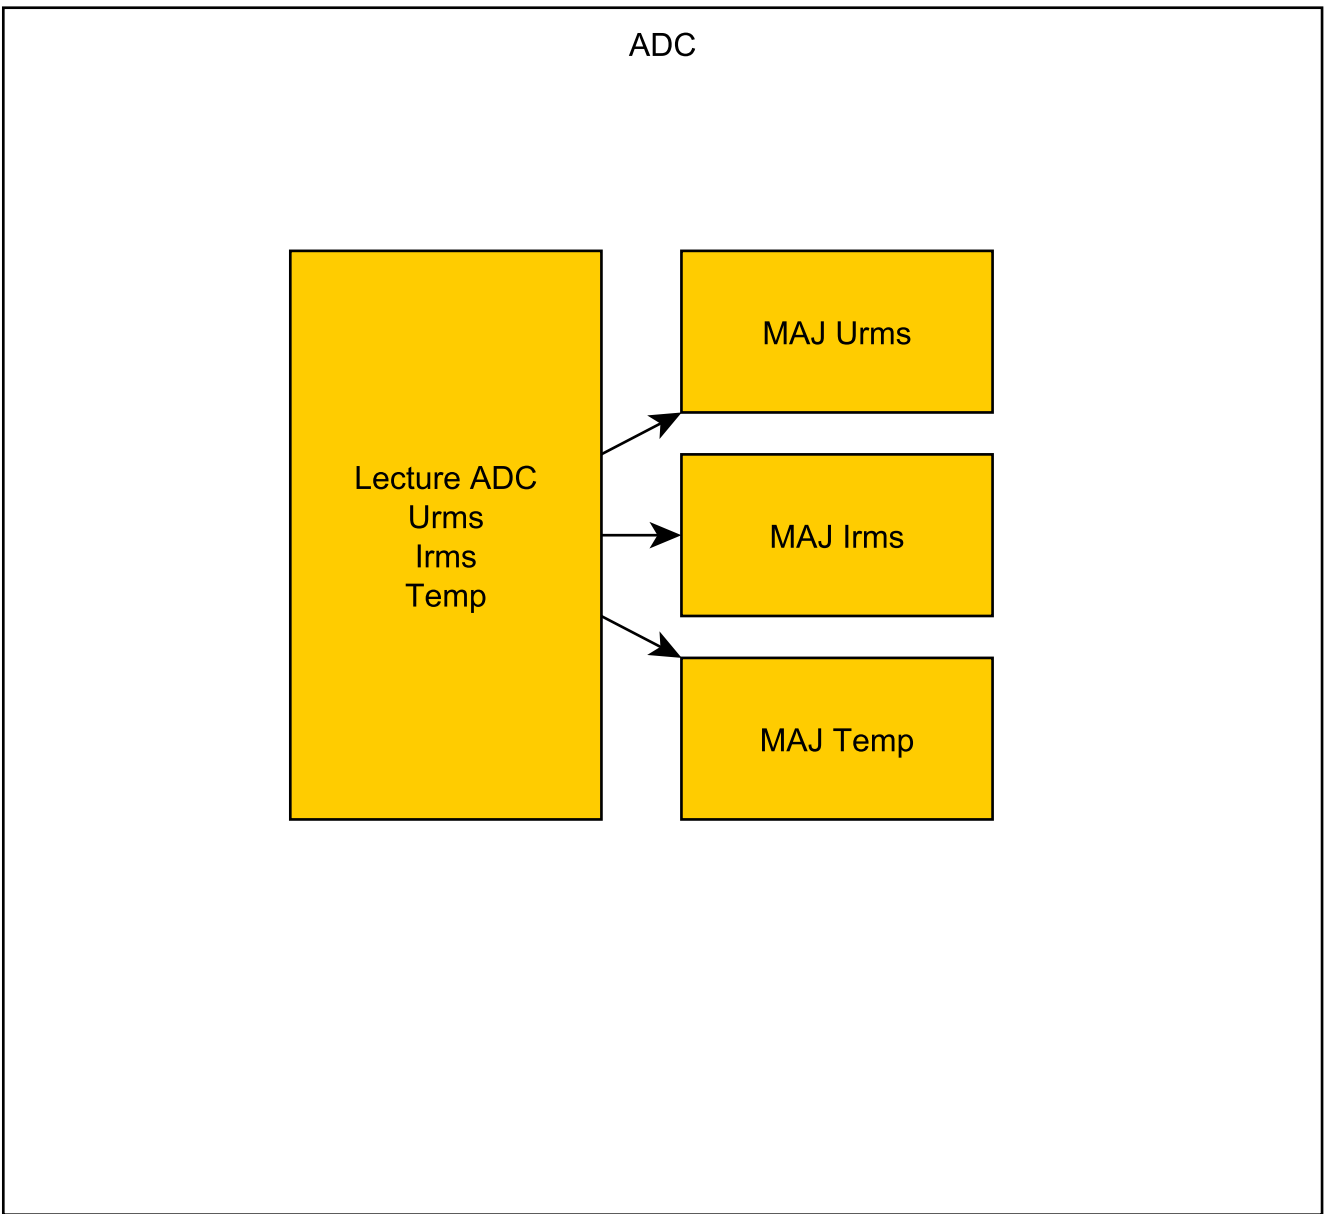 ADC
Lecture ADC
Urms
Irms
Temp
MAJ Urms
MAJ Irms
MAJ Temp